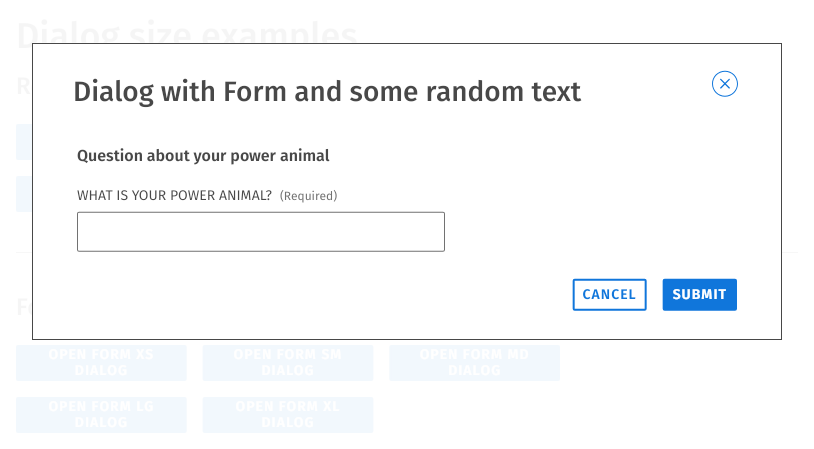 Dialog size examples
Dialog with Form and some random text
Question about your power animal
WHAT IS YOUR POWER ANIMAL? (Required)
CANCEL
SUBMIT
OPEN FORM XS
DIALOG
OPEN FORM SM
DIALOG
OPEN FORM MD
DIALOG
OPEN FORM LG
DIALOG
OPEN FORM XL
DIALOG